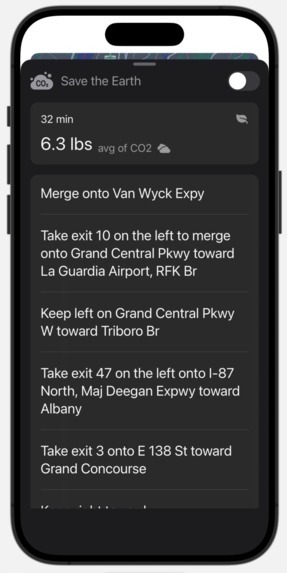 CO₂ Save the Earth
32 min
6.3 lbs avg of CO2
Merge onto Van Wyck Expy
Take exit 10 on the left to merge
onto Grand Central Pkwy toward
La Guardia Airport, RFK Br
Keep left on Grand Central Pkwy
W toward Triboro Br
Take exit 47 on the left onto I-87
North, Maj Deegan Expwy toward
Albany
Take exit 3 onto E 138 St toward
Grand Concourse